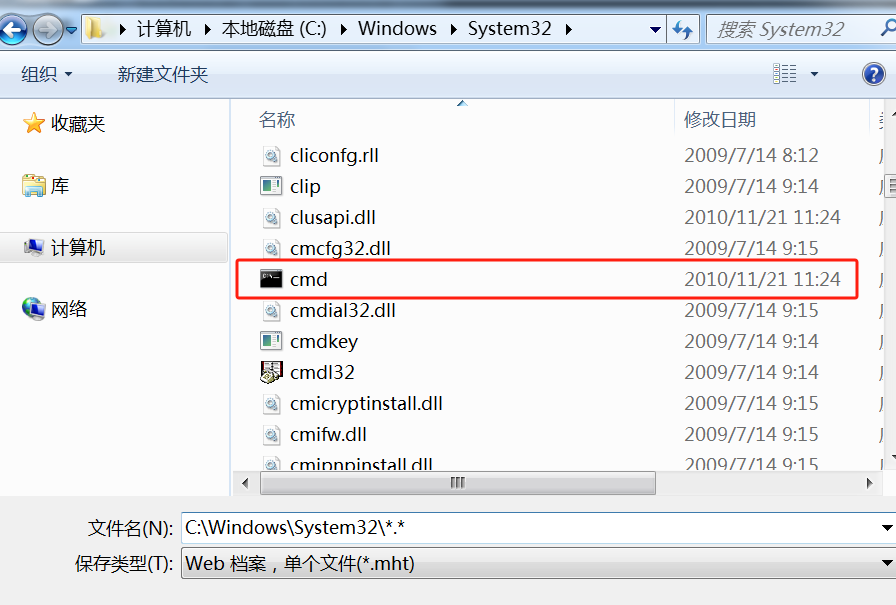 计算机 本地磁盘 (C:) Windows System32 搜索 System32
组织 新建文件夹
收藏夹
库
计算机
网络
名称 修改日期
cliconfg.rll 2009/7/14 8:12
clip 2009/7/14 9:14
clusapi.dll 2010/11/21 11:24
cmcfg32.dll 2009/7/14 9:15
cmd 2010/11/21 11:24
cmdial32.dll 2009/7/14 9:15
cmdkey 2009/7/14 9:14
cmdl32 2009/7/14 9:14
cmicryptinstall.dll 2009/7/14 9:15
cmifw.dll 2009/7/14 9:15
cmipnpinstall.dll 2009/7/14 9:15
文件名(N): C:\Windows\System32\*.*
保存类型(T): Web 档案，单个文件(*.mht)